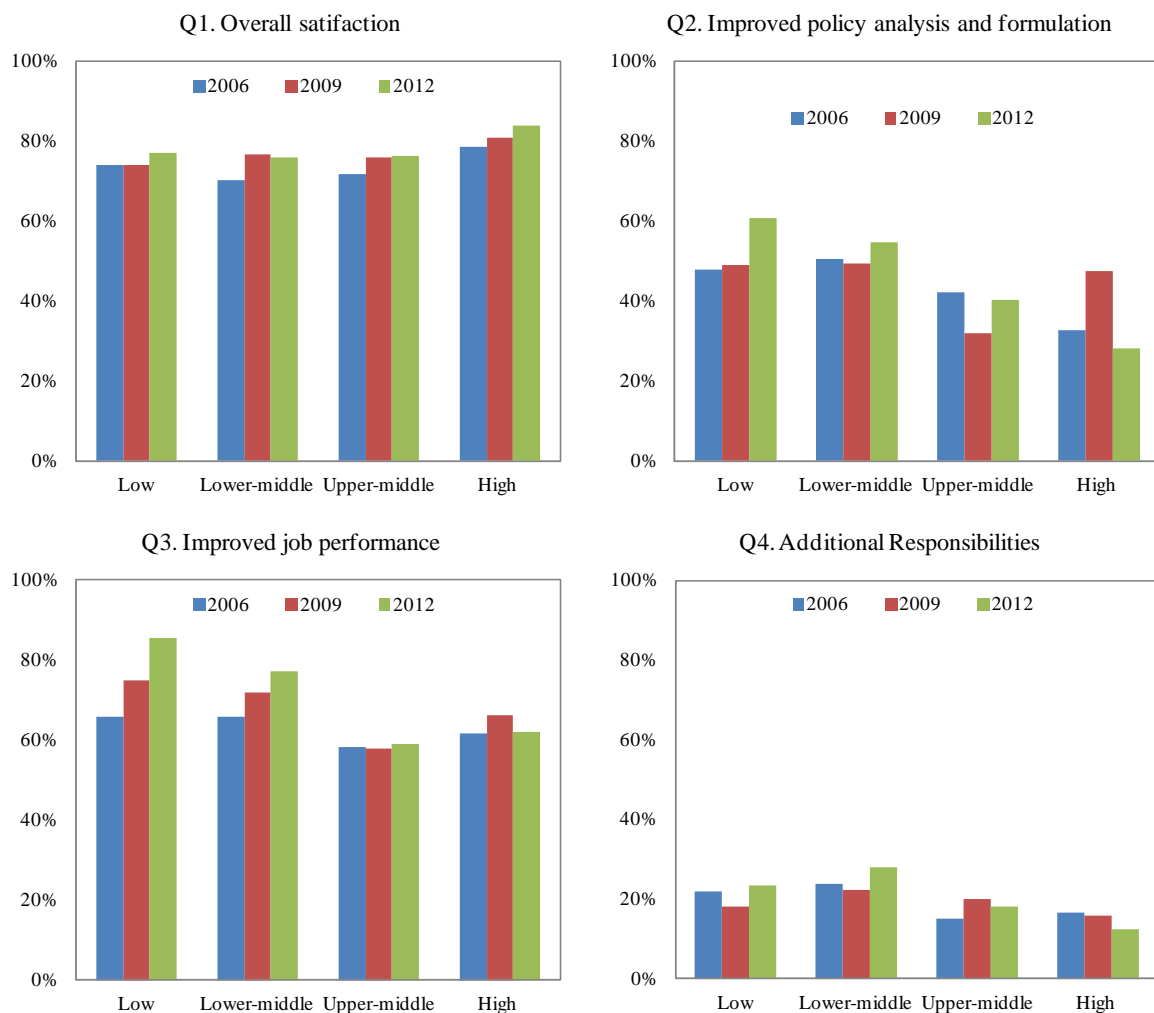 Q1. Overall satifaction
100%
80%
60%
40%
20%
0%
2006 2009 2012
Low Lower-middle Upper-middle High
Q2. Improved policy analysis and formulation
100%
80%
60%
40%
20%
0%
2006 2009 2012
Low Lower-middle Upper-middle High
Q3. Improved job performance
100%
80%
60%
40%
20%
0%
2006 2009 2012
Low Lower-middle Upper-middle High
Q4. Additional Responsibilities
100%
80%
60%
40%
20%
0%
2006 2009 2012
Low Lower-middle Upper-middle High